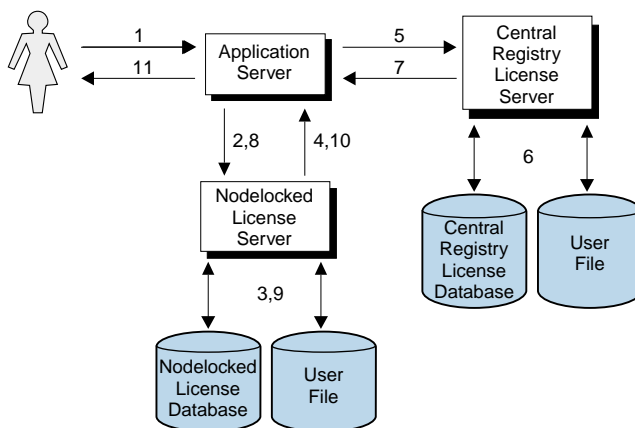 1
11
Application
Server
5
7
Central
Registry
License
Server
2,8
4,10
6
Nodelocked
License
Server
Central
Registry
License
Database
User
File
3,9
Nodelocked
License
Database
User
File